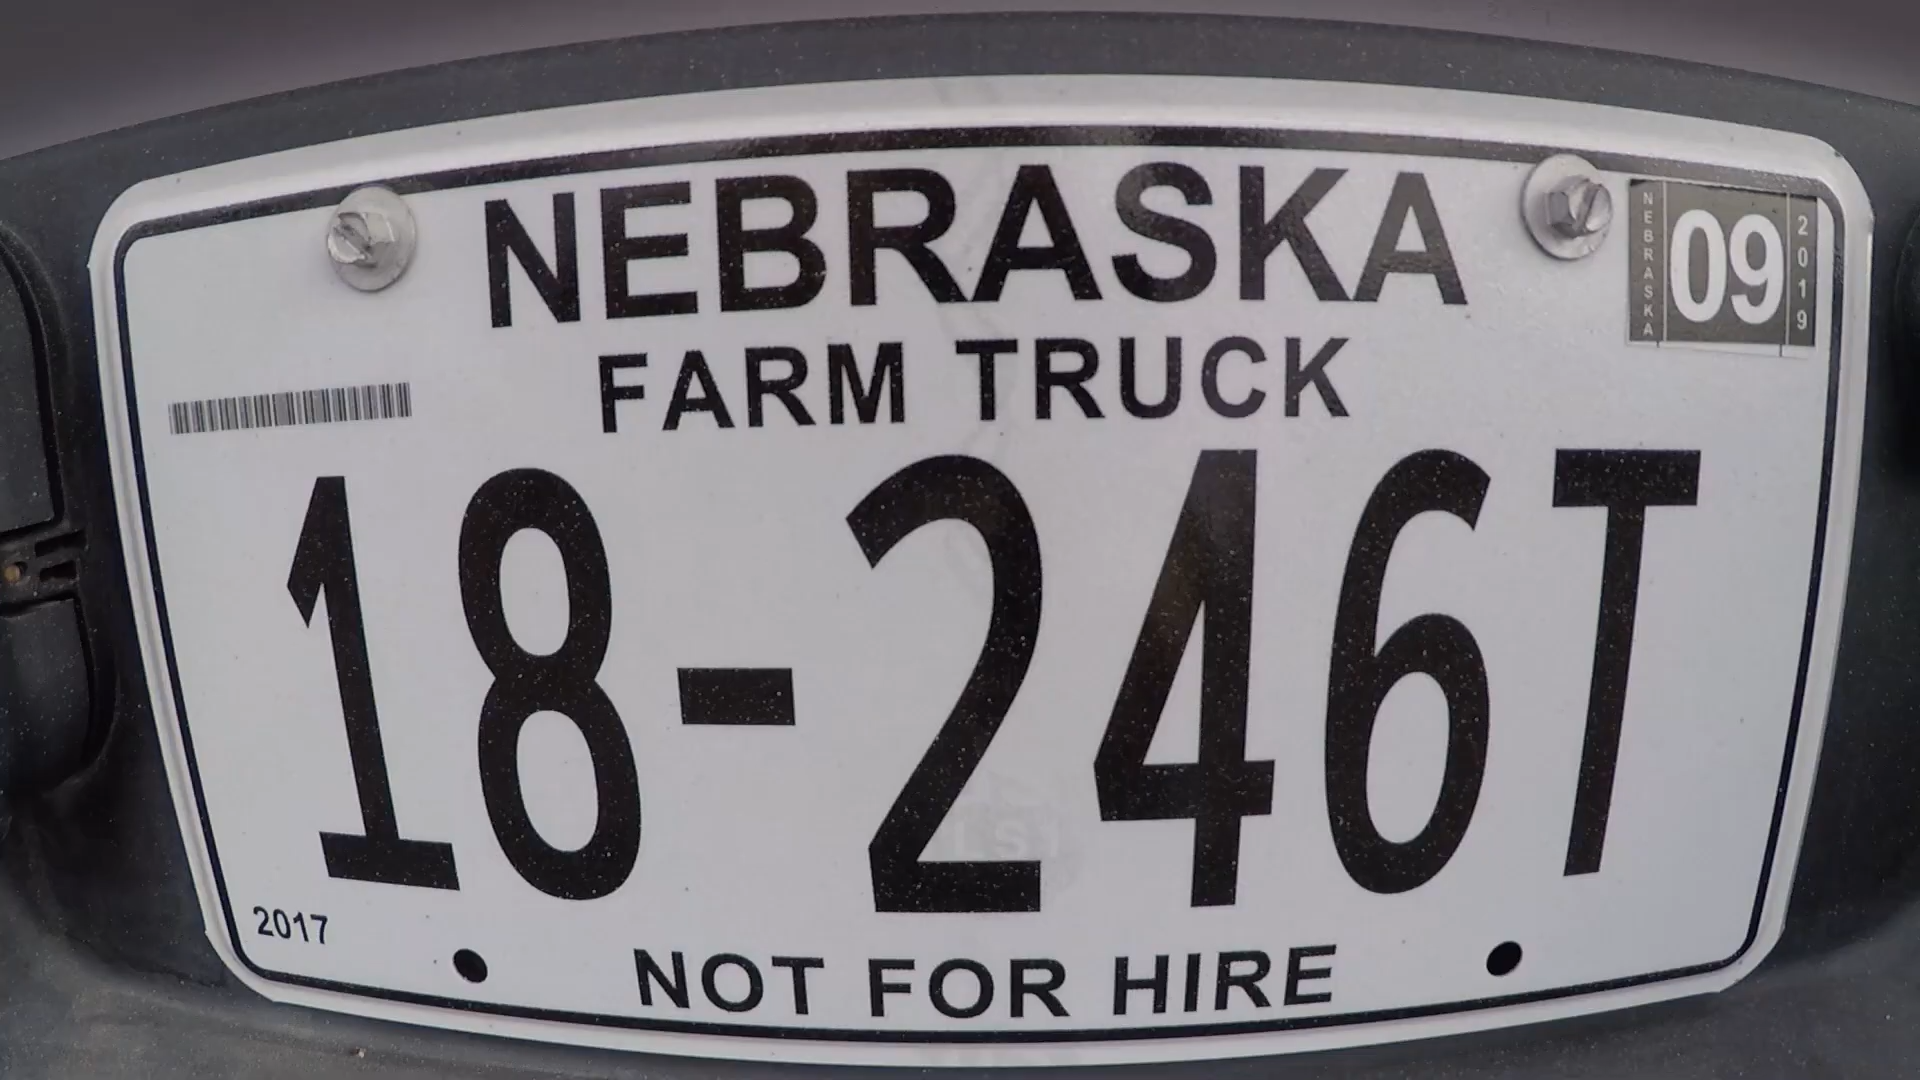 NEBRASKA
NEBRASKA 09 2019
FARM TRUCK
18-246T
2017
NOT FOR HIRE